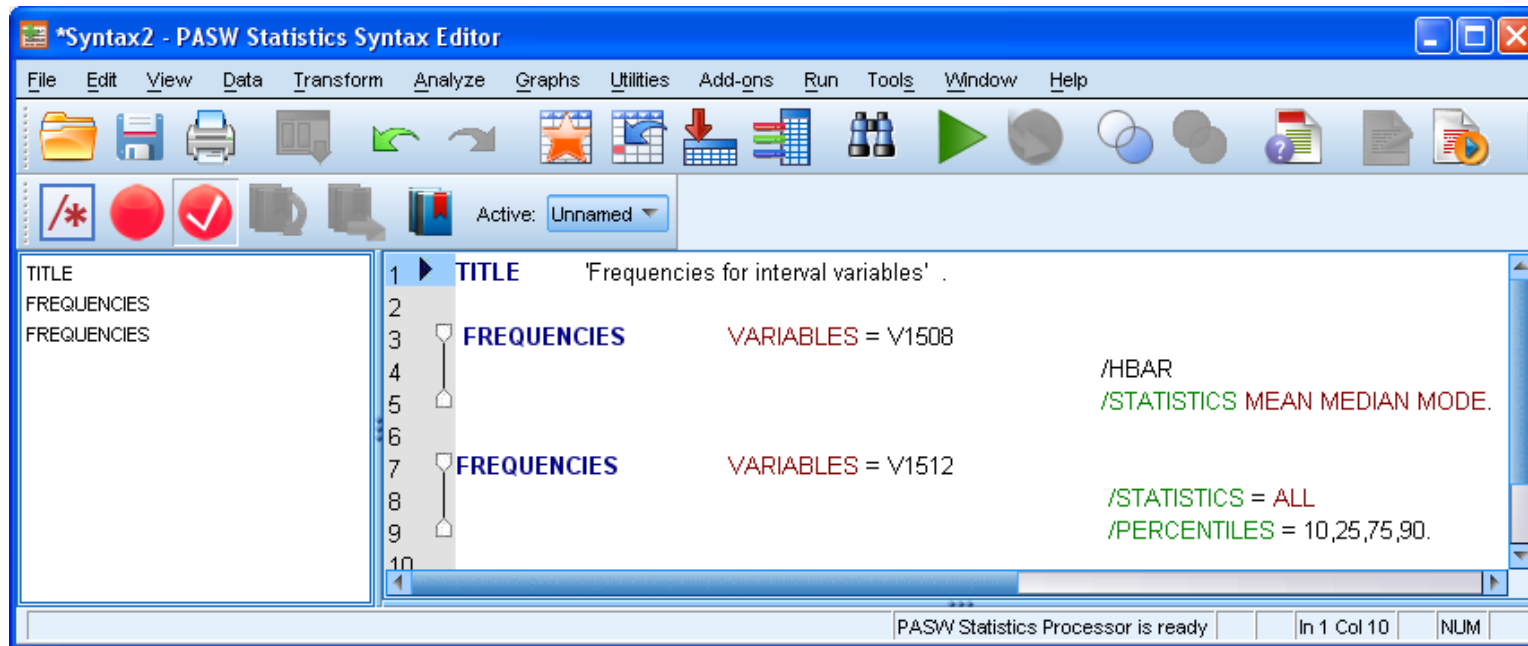 *Syntax2 - PASW Statistics Syntax Editor
File Edit View Data Transform Analyze Graphs Utilities Add-ons Run Tools Window Help
Active: Unnamed
TITLE
FREQUENCIES
FREQUENCIES
1 TITLE 'Frequencies for interval variables' .
2
3 FREQUENCIES VARIABLES = V1508
4 /HBAR
5 /STATISTICS MEAN MEDIAN MODE.
6
7 FREQUENCIES VARIABLES = V1512
8 /STATISTICS = ALL
9 /PERCENTILES = 10,25,75,90.
10
PASW Statistics Processor is ready In 1 Col 10 NUM